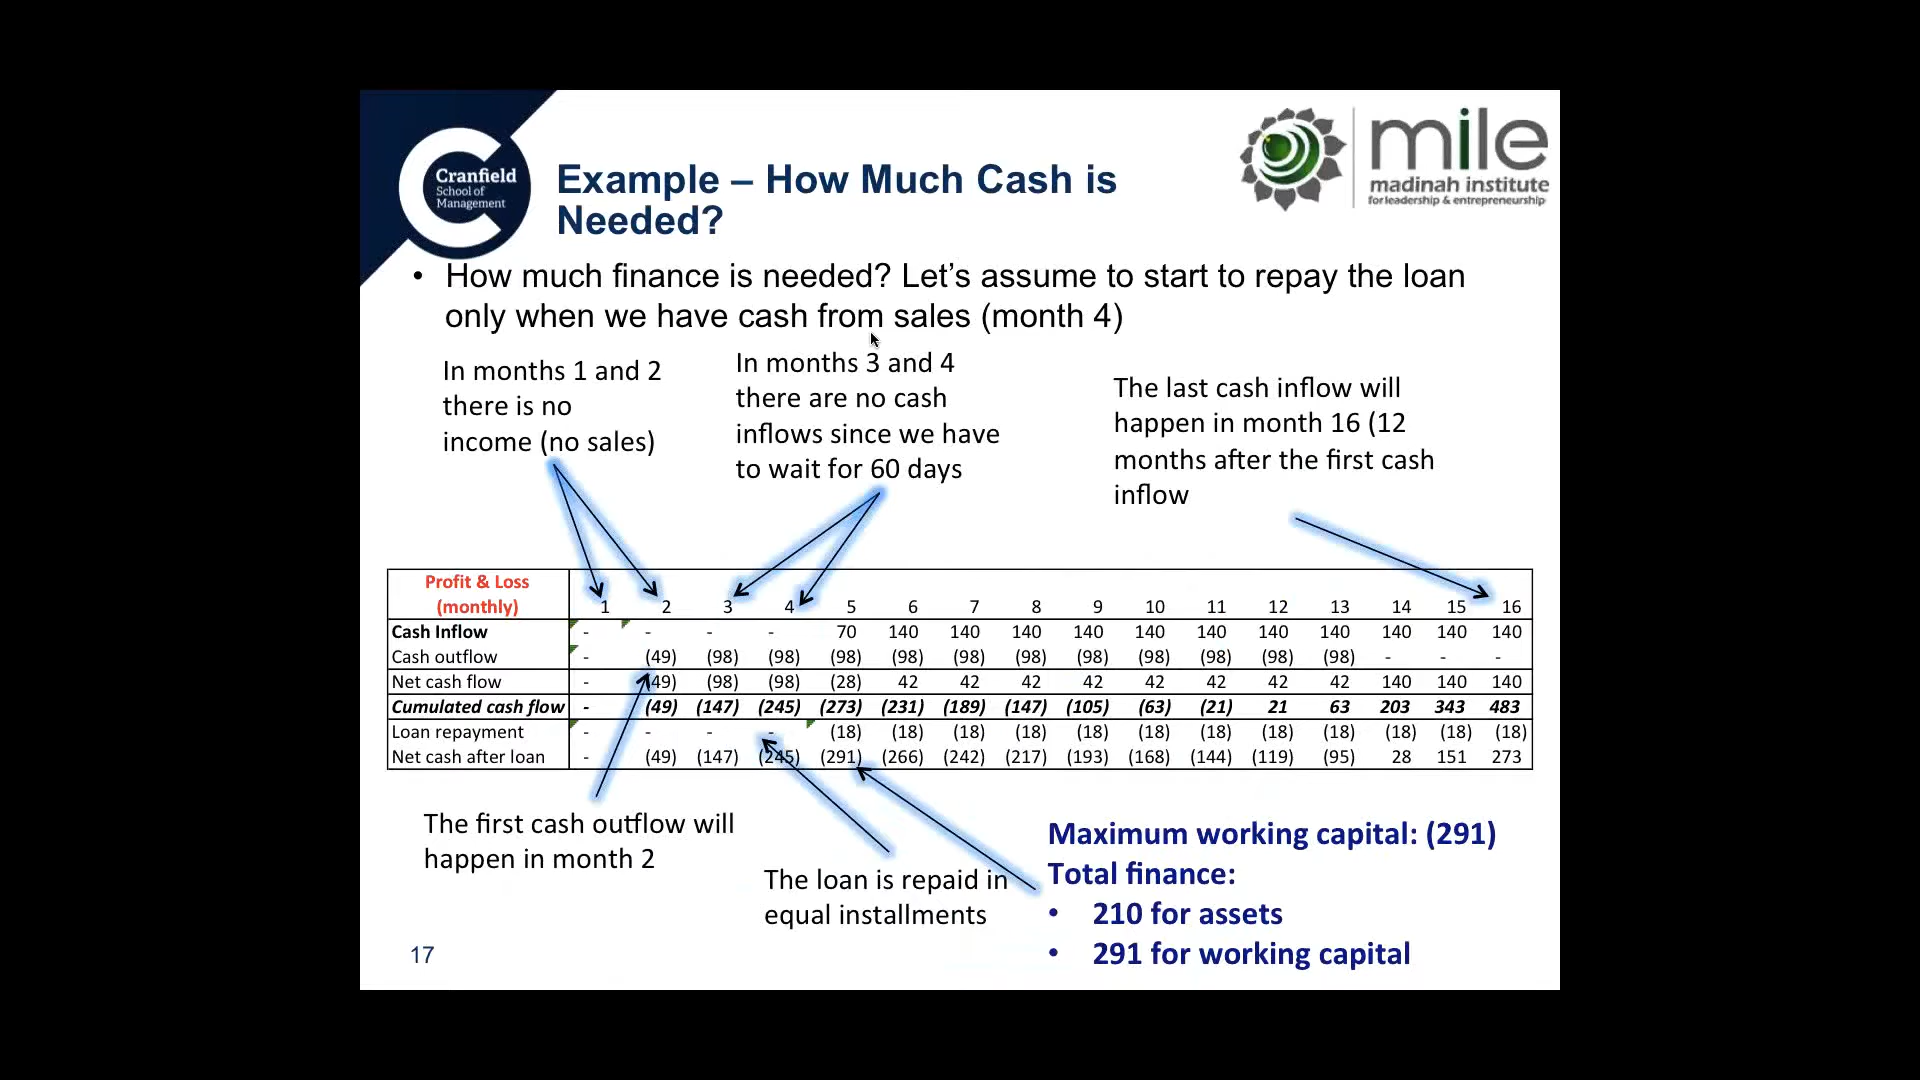 Cranfield
School of
Management
mile
madinah institute
for leadership & entrepreneurship
Example – How Much Cash is
Needed?
• How much finance is needed? Let’s assume to start to repay the loan
only when we have cash from sales (month 4)
In months 1 and 2
there is no
income (no sales)
In months 3 and 4
there are no cash
inflows since we have
to wait for 60 days
The last cash inflow will
happen in month 16 (12
months after the first cash
inflow
Profit & Loss
(monthly) 1 2 3 4 5 6 7 8 9 10 11 12 13 14 15 16
Cash Inflow - - - - 70 140 140 140 140 140 140 140 140 140 140 140
Cash outflow - (49) (98) (98) (98) (98) (98) (98) (98) (98) (98) (98) (98) - - -
Net cash flow - (49) (98) (98) (28) 42 42 42 42 42 42 42 42 140 140 140
Cumulated cash flow - (49) (147) (245) (273) (231) (189) (147) (105) (63) (21) 21 63 203 343 483
Loan repayment - - - - (18) (18) (18) (18) (18) (18) (18) (18) (18) (18) (18) (18)
Net cash after loan - (49) (147) (245) (291) (266) (242) (217) (193) (168) (144) (119) (95) 28 151 273
The first cash outflow will
happen in month 2
The loan is repaid in
equal installments
Maximum working capital: (291)
Total finance:
• 210 for assets
• 291 for working capital
17